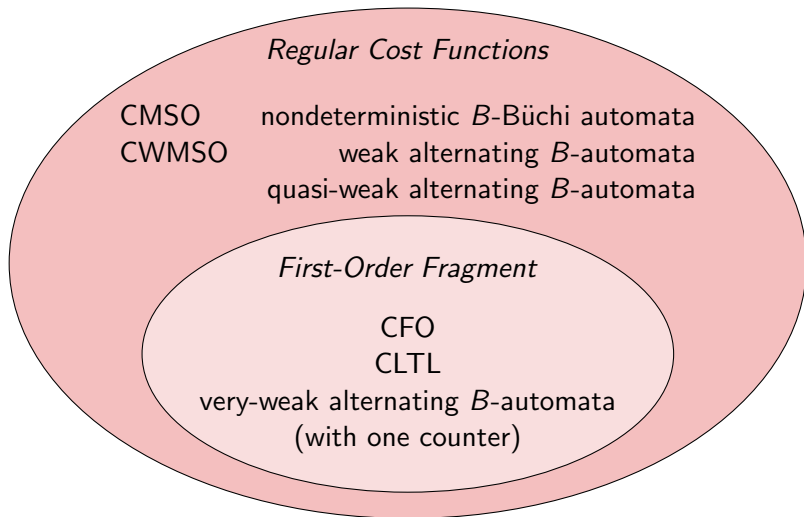 Regular Cost Functions
CMSO nondeterministic B-Büchi automata
CWMSO weak alternating B-automata
quasi-weak alternating B-automata
First-Order Fragment
CFO
CLTL
very-weak alternating B-automata
(with one counter)